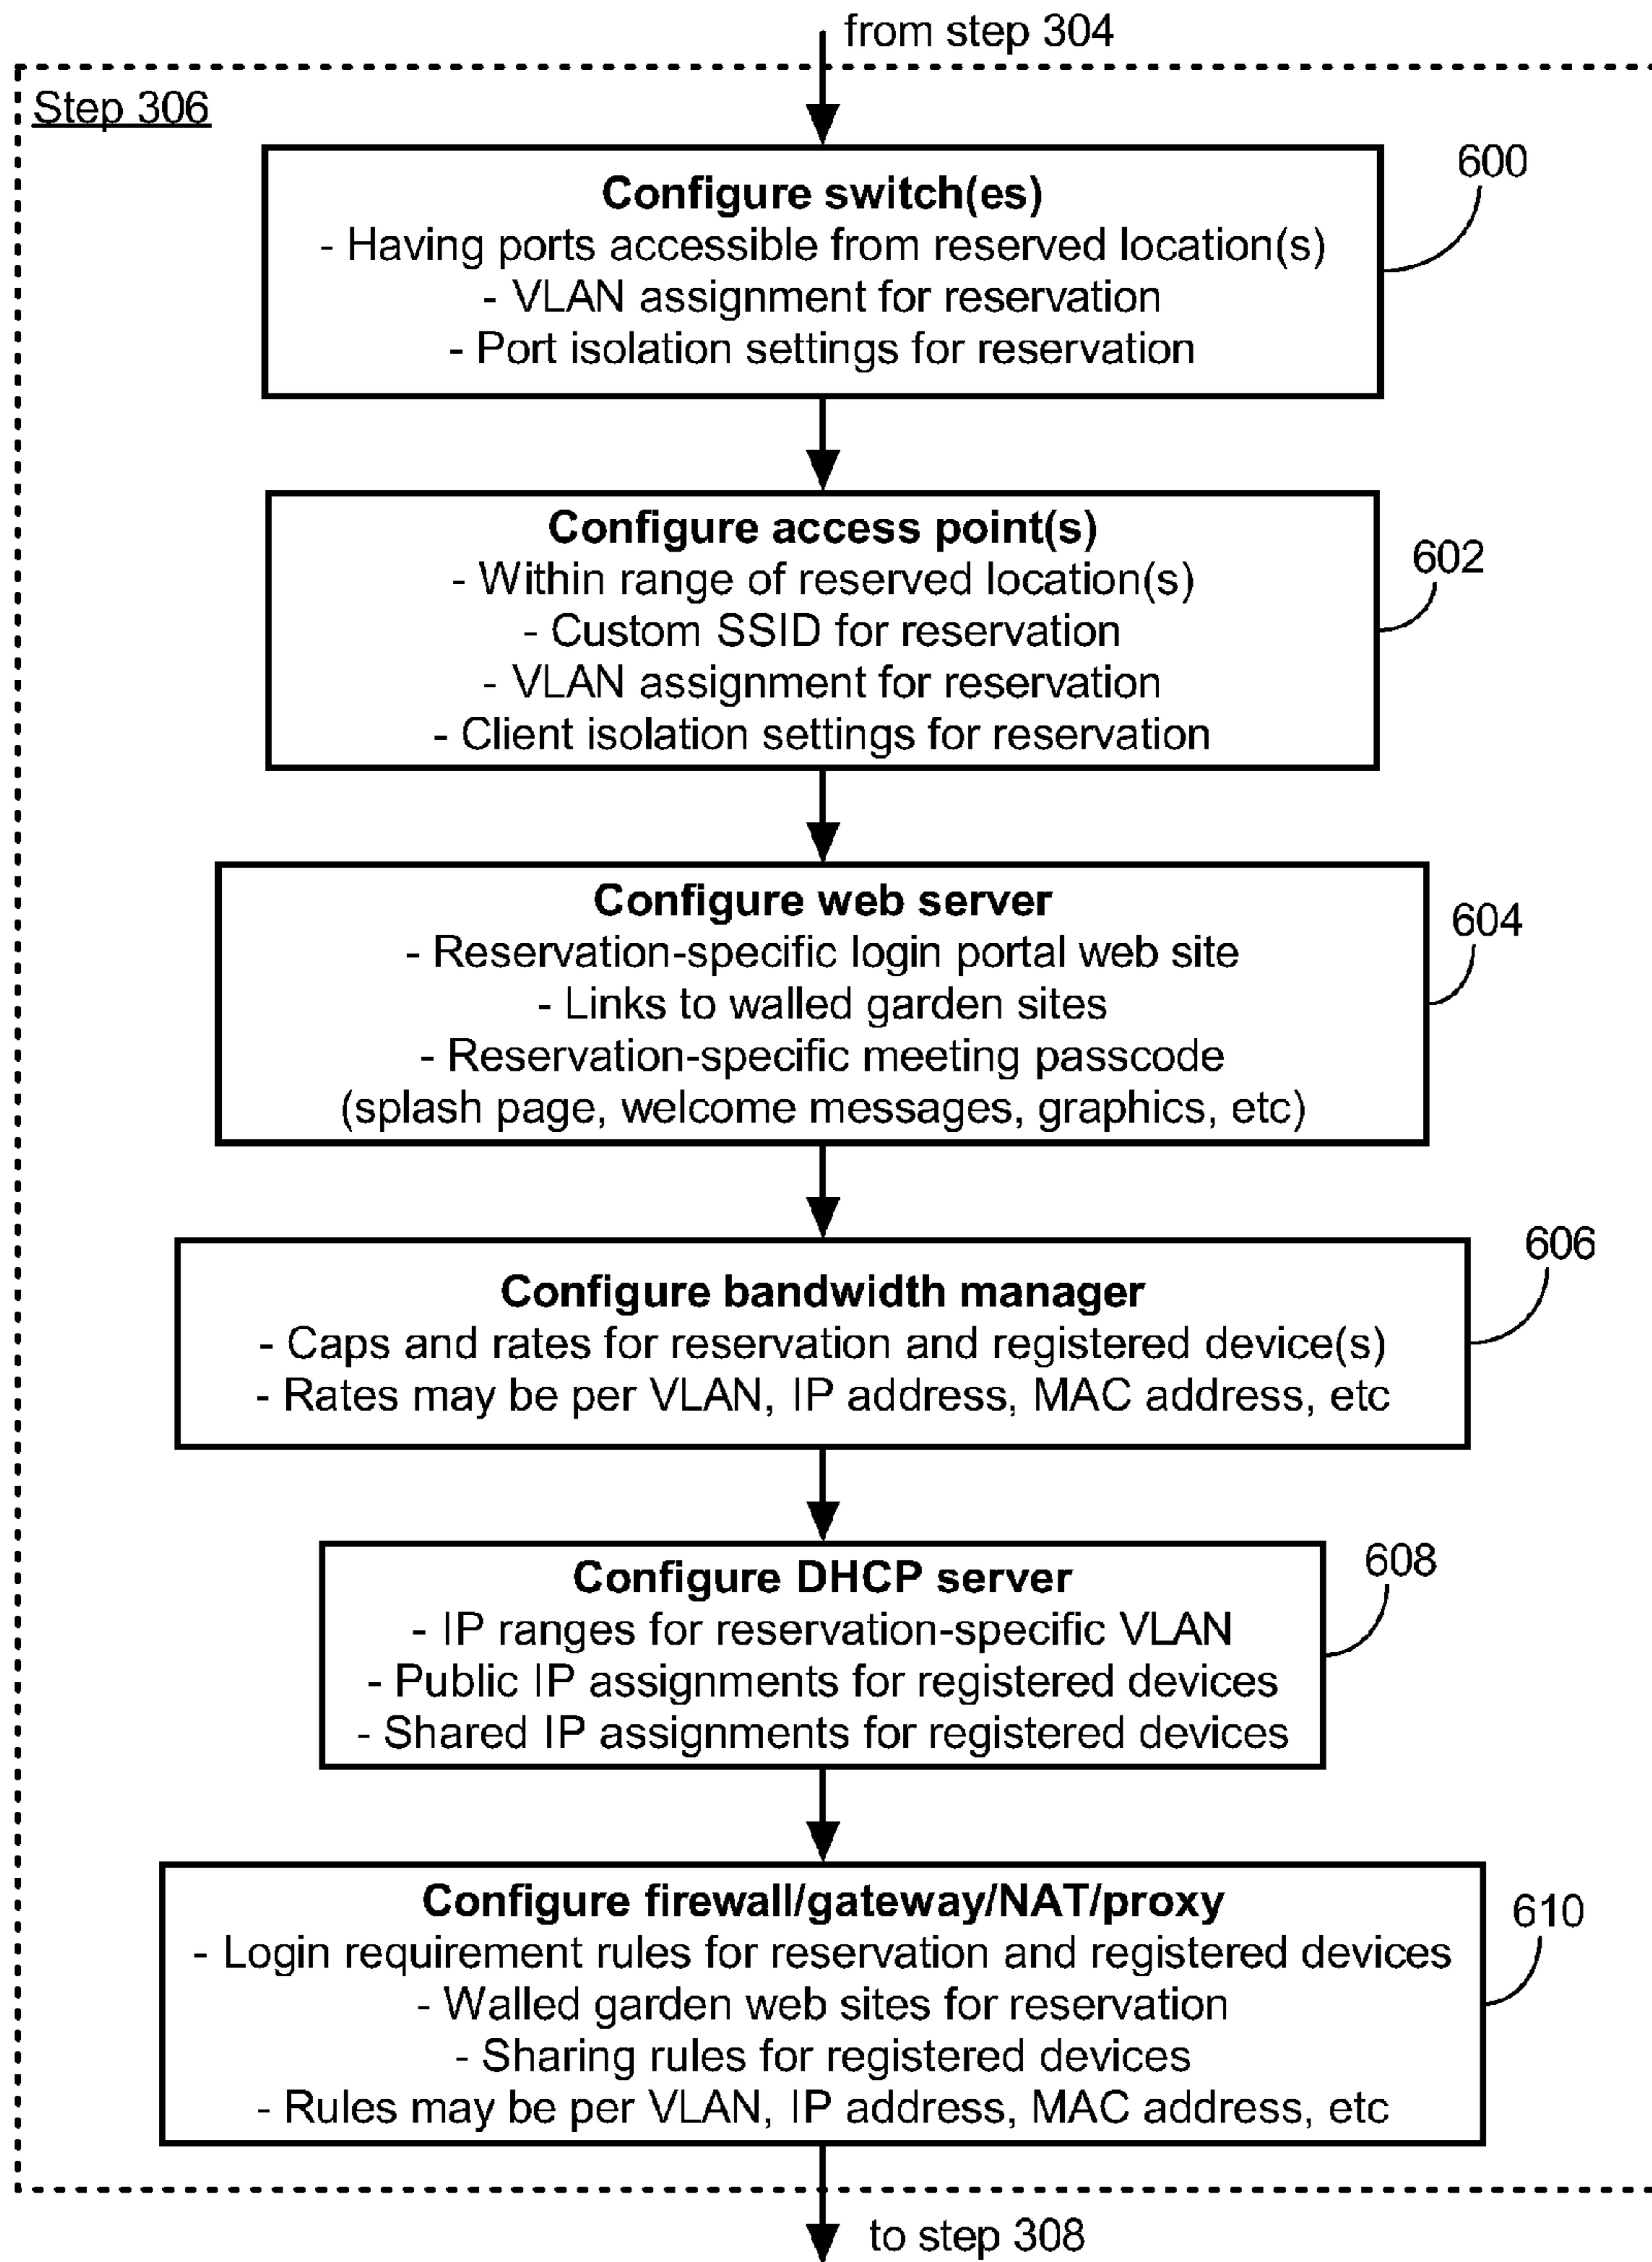 from step 304
Step 306
Configure switch(es)
- Having ports accessible from reserved location(s)
- VLAN assignment for reservation
- Port isolation settings for reservation
600
Configure access point(s)
- Within range of reserved location(s)
- Custom SSID for reservation
- VLAN assignment for reservation
- Client isolation settings for reservation
602
Configure web server
- Reservation-specific login portal web site
- Links to walled garden sites
- Reservation-specific meeting passcode
(splash page, welcome messages, graphics, etc)
604
Configure bandwidth manager
- Caps and rates for reservation and registered device(s)
- Rates may be per VLAN, IP address, MAC address, etc
606
Configure DHCP server
- IP ranges for reservation-specific VLAN
- Public IP assignments for registered devices
- Shared IP assignments for registered devices
608
Configure firewall/gateway/NAT/proxy
- Login requirement rules for reservation and registered devices
- Walled garden web sites for reservation
- Sharing rules for registered devices
- Rules may be per VLAN, IP address, MAC address, etc
610
to step 308